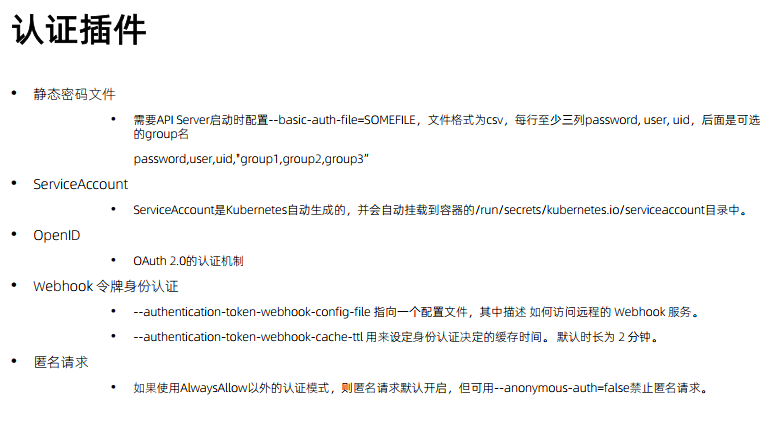 认证插件
静态密码文件
需要API Server启动时配置--basic-auth-file=SOMEFILE，文件格式为csv，每行至少三列password, user, uid，后面是可选
的group名
password,user,uid,"group1,group2,group3”
ServiceAccount
ServiceAccount是Kubernetes自动生成的，并会自动挂载到容器的/run/secrets/kubernetes.io/serviceaccount目录中。
OpenID
OAuth 2.0的认证机制
Webhook 令牌身份认证
--authentication-token-webhook-config-file 指向一个配置文件，其中描述 如何访问远程的 Webhook 服务。
--authentication-token-webhook-cache-ttl 用来设定身份认证决定的缓存时间。 默认时长为 2 分钟。
匿名请求
如果使用AlwaysAllow以外的认证模式，则匿名请求默认开启，但可用--anonymous-auth=false禁止匿名请求。